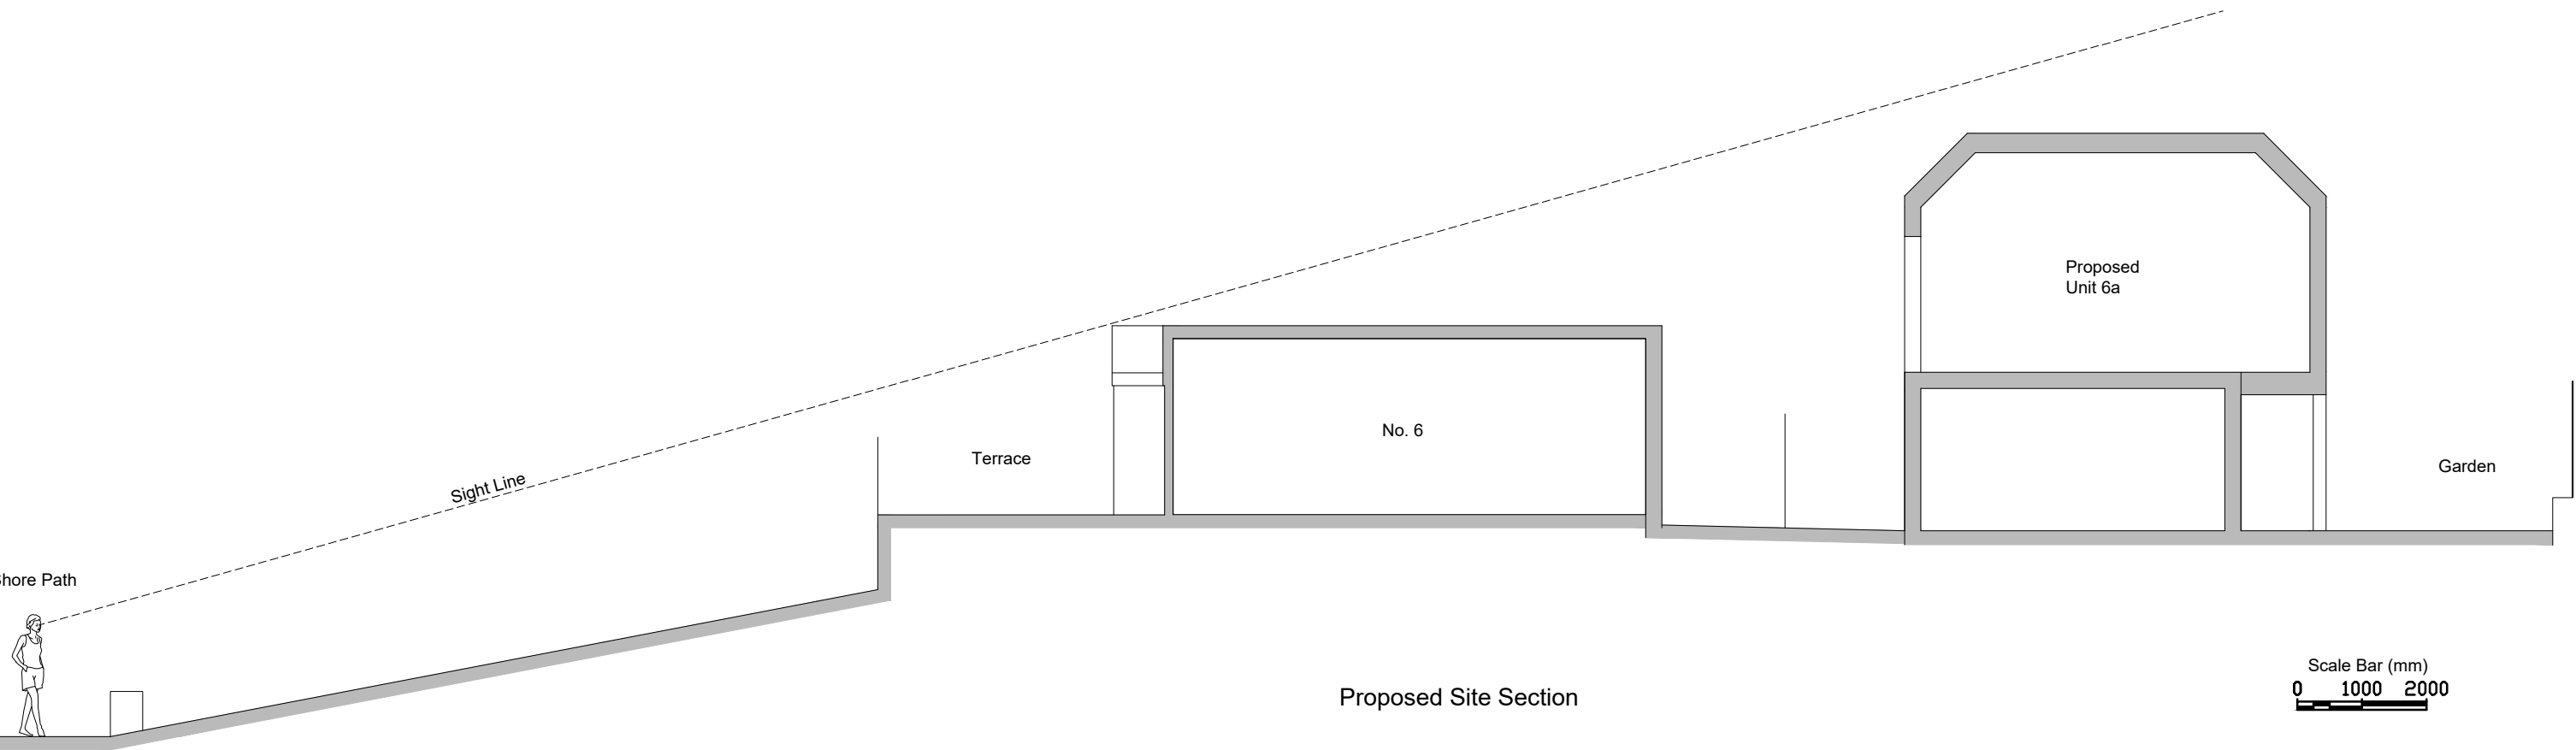 Proposed
Unit 6a
No. 6
Terrace
Garden
Sight Line
Shore Path
Scale Bar (mm)
0 1000 2000
Proposed Site Section